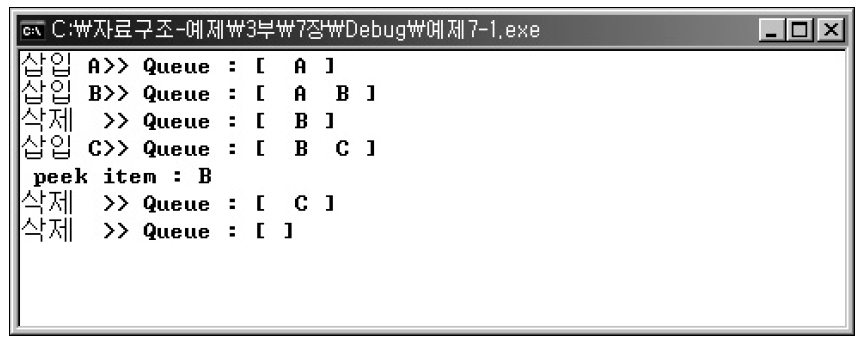 C:\자료구조-예제\3부\7장\Debug\예제7-1.exe
삽입 A>> Queue : [  A ]
삽입 B>> Queue : [  A  B ]
삭제  >> Queue : [  B ]
삽입 C>> Queue : [  B  C ]
peek item : B
삭제  >> Queue : [  C ]
삭제  >> Queue : [ ]